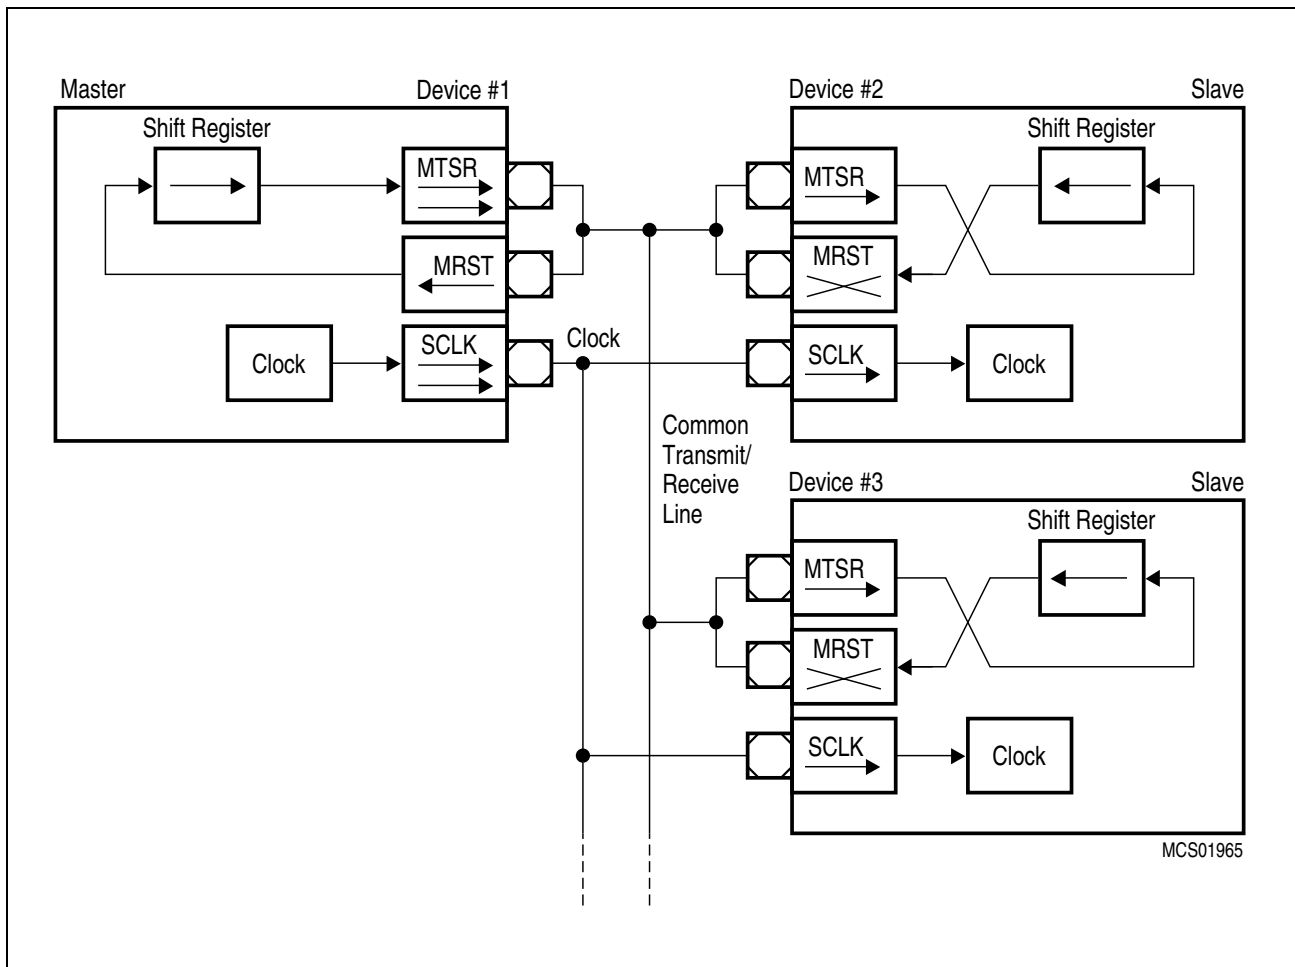 Master
Device #1
Shift Register
MTSR
MRST
SCLK
Clock
Clock
Common
Transmit/
Receive
Line
Device #2
Slave
Shift Register
MTSR
MRST
SCLK
Clock
Device #3
Slave
Shift Register
MTSR
MRST
SCLK
Clock
MCS01965